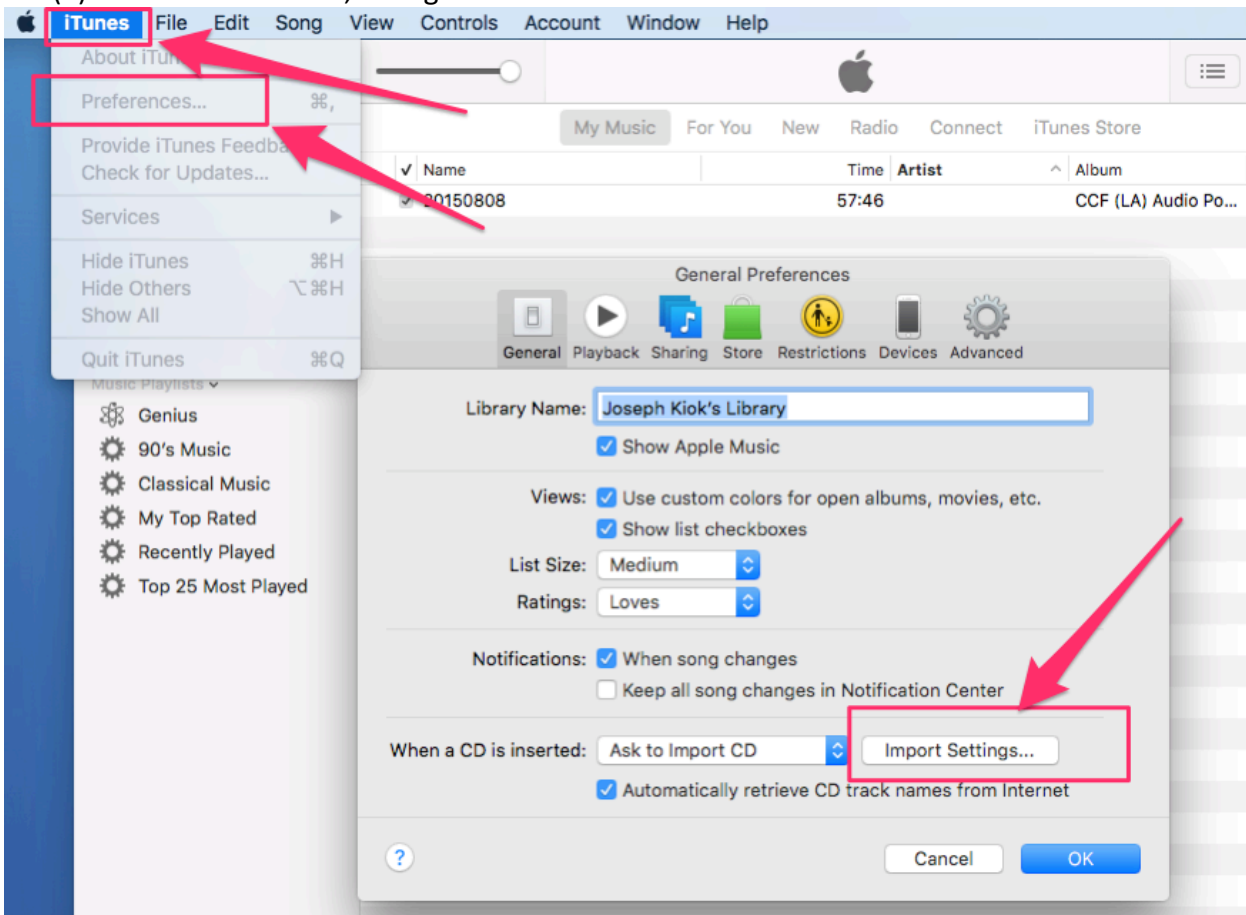 iTunes File Edit Song View Controls Account Window Help
About
Preferences... ⌘,
Provide iTunes
Check for Updates...
Services ▶
Hide iTunes ⌘H
Hide Others ⌥⌘H
Show All
Quit iTunes ⌘Q
My Music For You New Radio Connect iTunes Store
✓ Name Time Artist ^ Album
✓ 20150808 57:46 CCF (LA) Audio Po...
Music Playlists
Genius
90's Music
Classical Music
My Top Rated
Recently Played
Top 25 Most Played
General Preferences
General Playback Sharing Store Restrictions Devices Advanced
Library Name: Joseph Kiok's Library
Show Apple Music
Views: Use custom colors for open albums, movies, etc.
Show list checkboxes
List Size: Medium
Ratings: Loves
Notifications: When song changes
Keep all song changes in Notification Center
When a CD is inserted: Ask to Import CD Import Settings...
Automatically retrieve CD track names from Internet
? Cancel OK